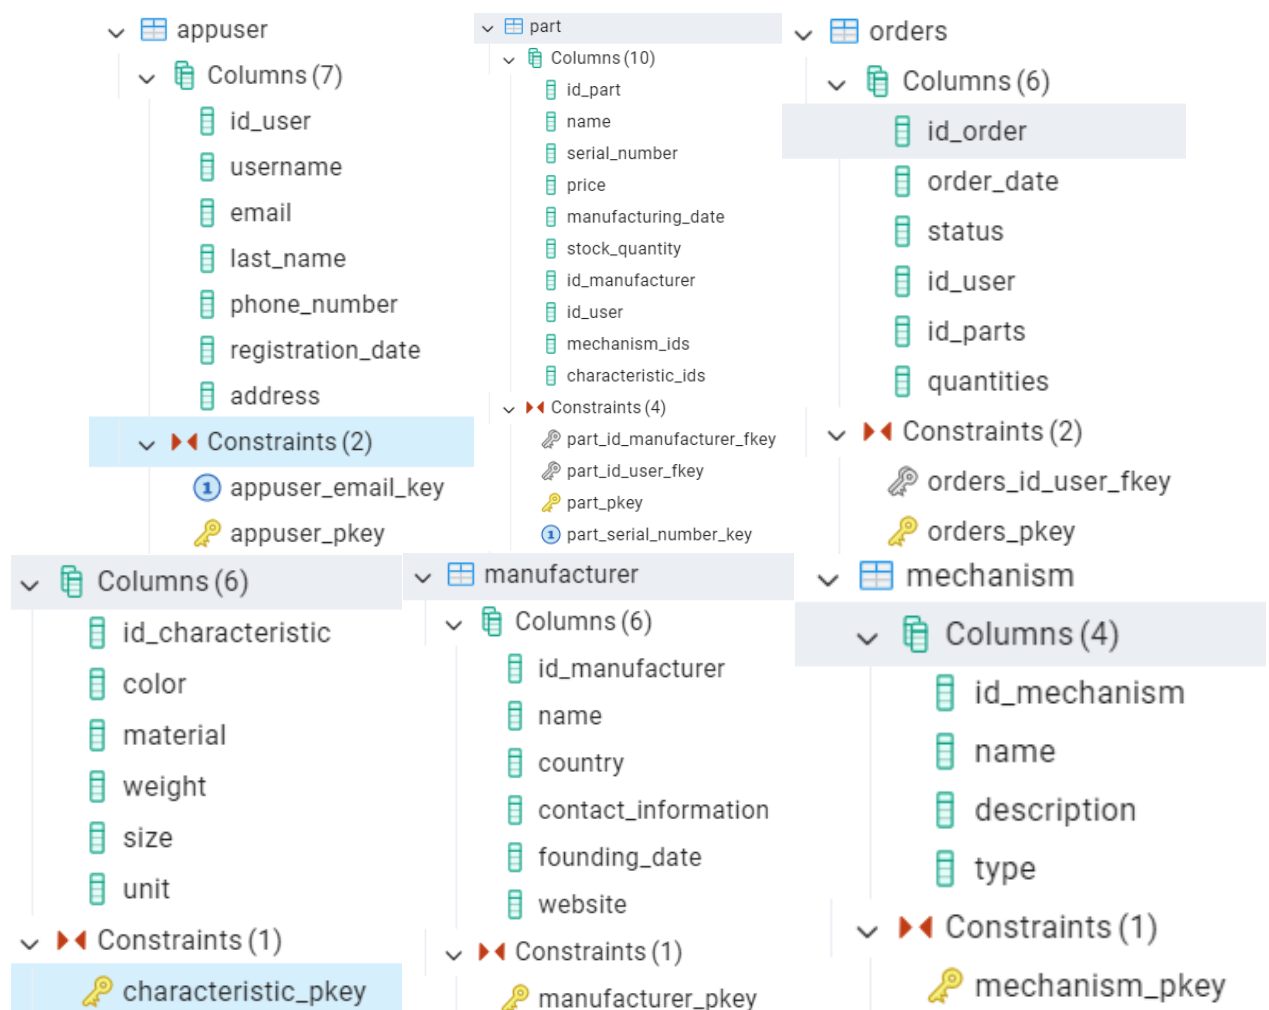 appuser
Columns (7)
id_user
username
email
last_name
phone_number
registration_date
address
Constraints (2)
appuser_email_key
appuser_pkey
part
Columns (10)
id_part
name
serial_number
price
manufacturing_date
stock_quantity
id_manufacturer
id_user
mechanism_ids
characteristic_ids
Constraints (4)
part_id_manufacturer_fkey
part_id_user_fkey
part_pkey
part_serial_number_key
orders
Columns (6)
id_order
order_date
status
id_user
id_parts
quantities
Constraints (2)
orders_id_user_fkey
orders_pkey
Columns (6)
id_characteristic
color
material
weight
size
unit
Constraints (1)
characteristic_pkey
manufacturer
Columns (6)
id_manufacturer
name
country
contact_information
founding_date
website
Constraints (1)
manufacturer_pkey
mechanism
Columns (4)
id_mechanism
name
description
type
Constraints (1)
mechanism_pkey